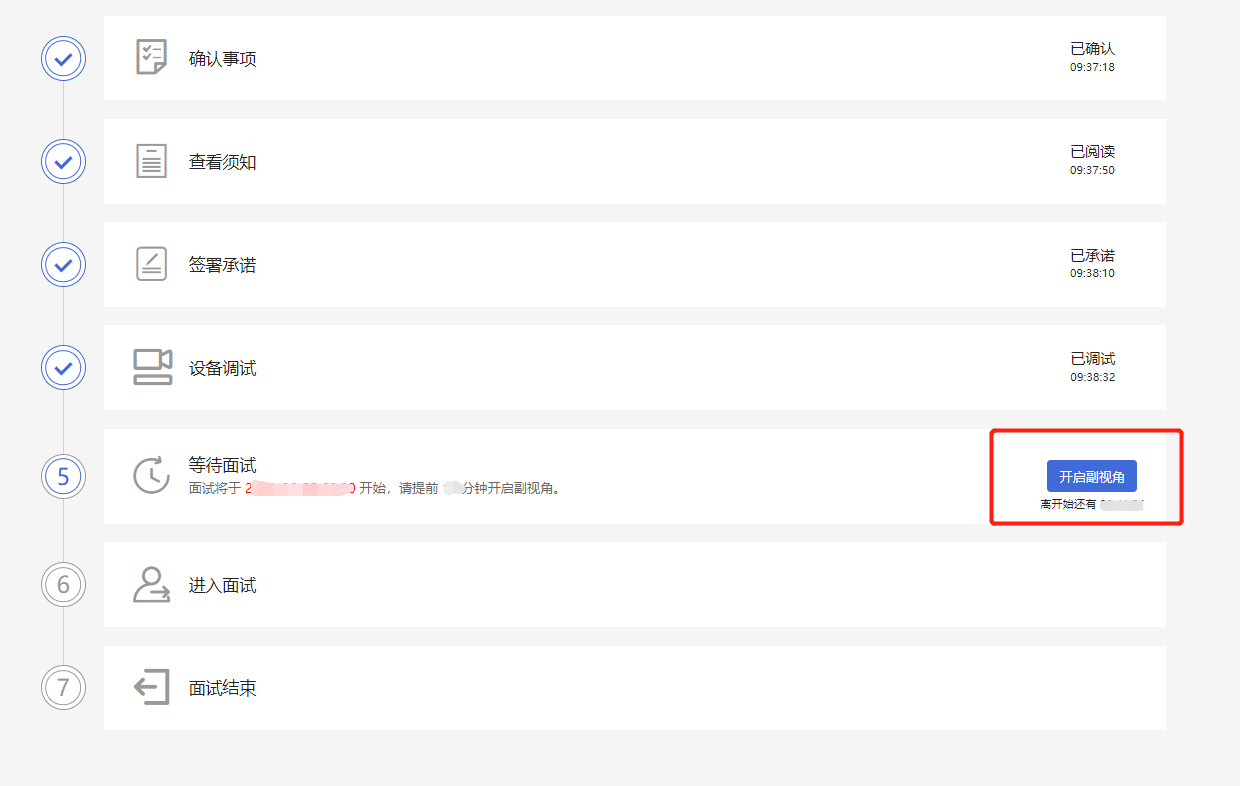 确认事项
已确认
09:37:18
查看须知
已阅读
09:37:50
签署承诺
已承诺
09:38:10
设备调试
已调试
09:38:32
5
等待面试
面试将于 开始，请提前 分钟开启副视角。
开启副视角
离开始还有
6
进入面试
7
面试结束